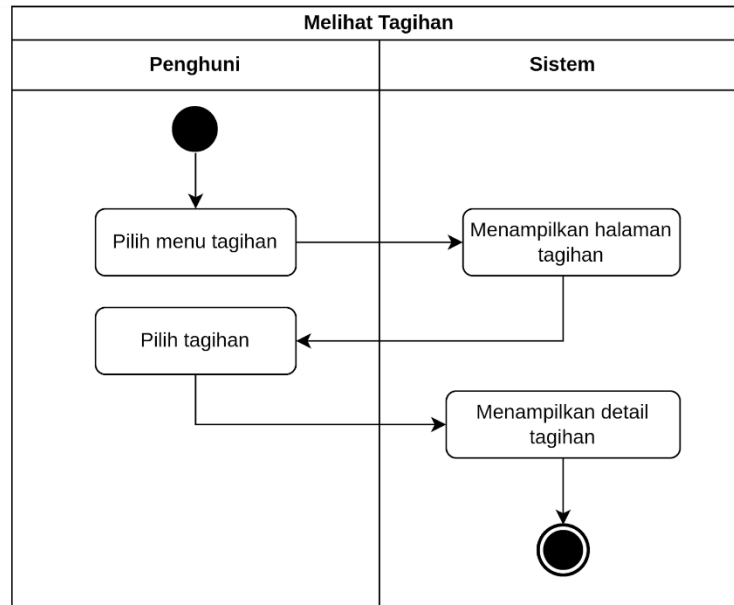 Melihat Tagihan
Penghuni
Sistem
Pilih menu tagihan
Menampilkan halaman
tagihan
Pilih tagihan
Menampilkan detail
tagihan